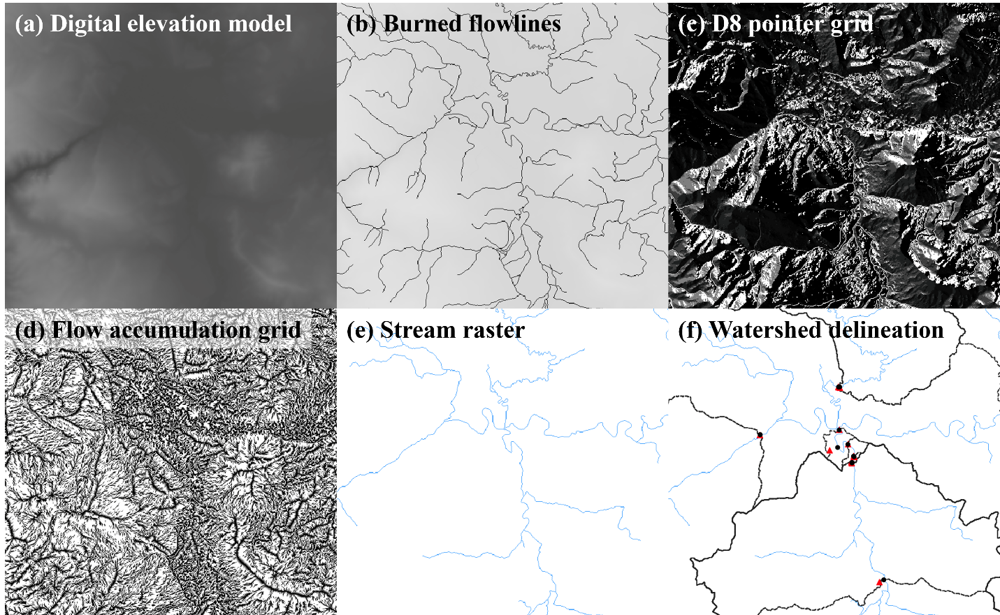 (a) Digital elevation model
(b) Burned flowlines
(c) D8 pointer grid
(d) Flow accumulation grid
(e) Stream raster
(f) Watershed delineation